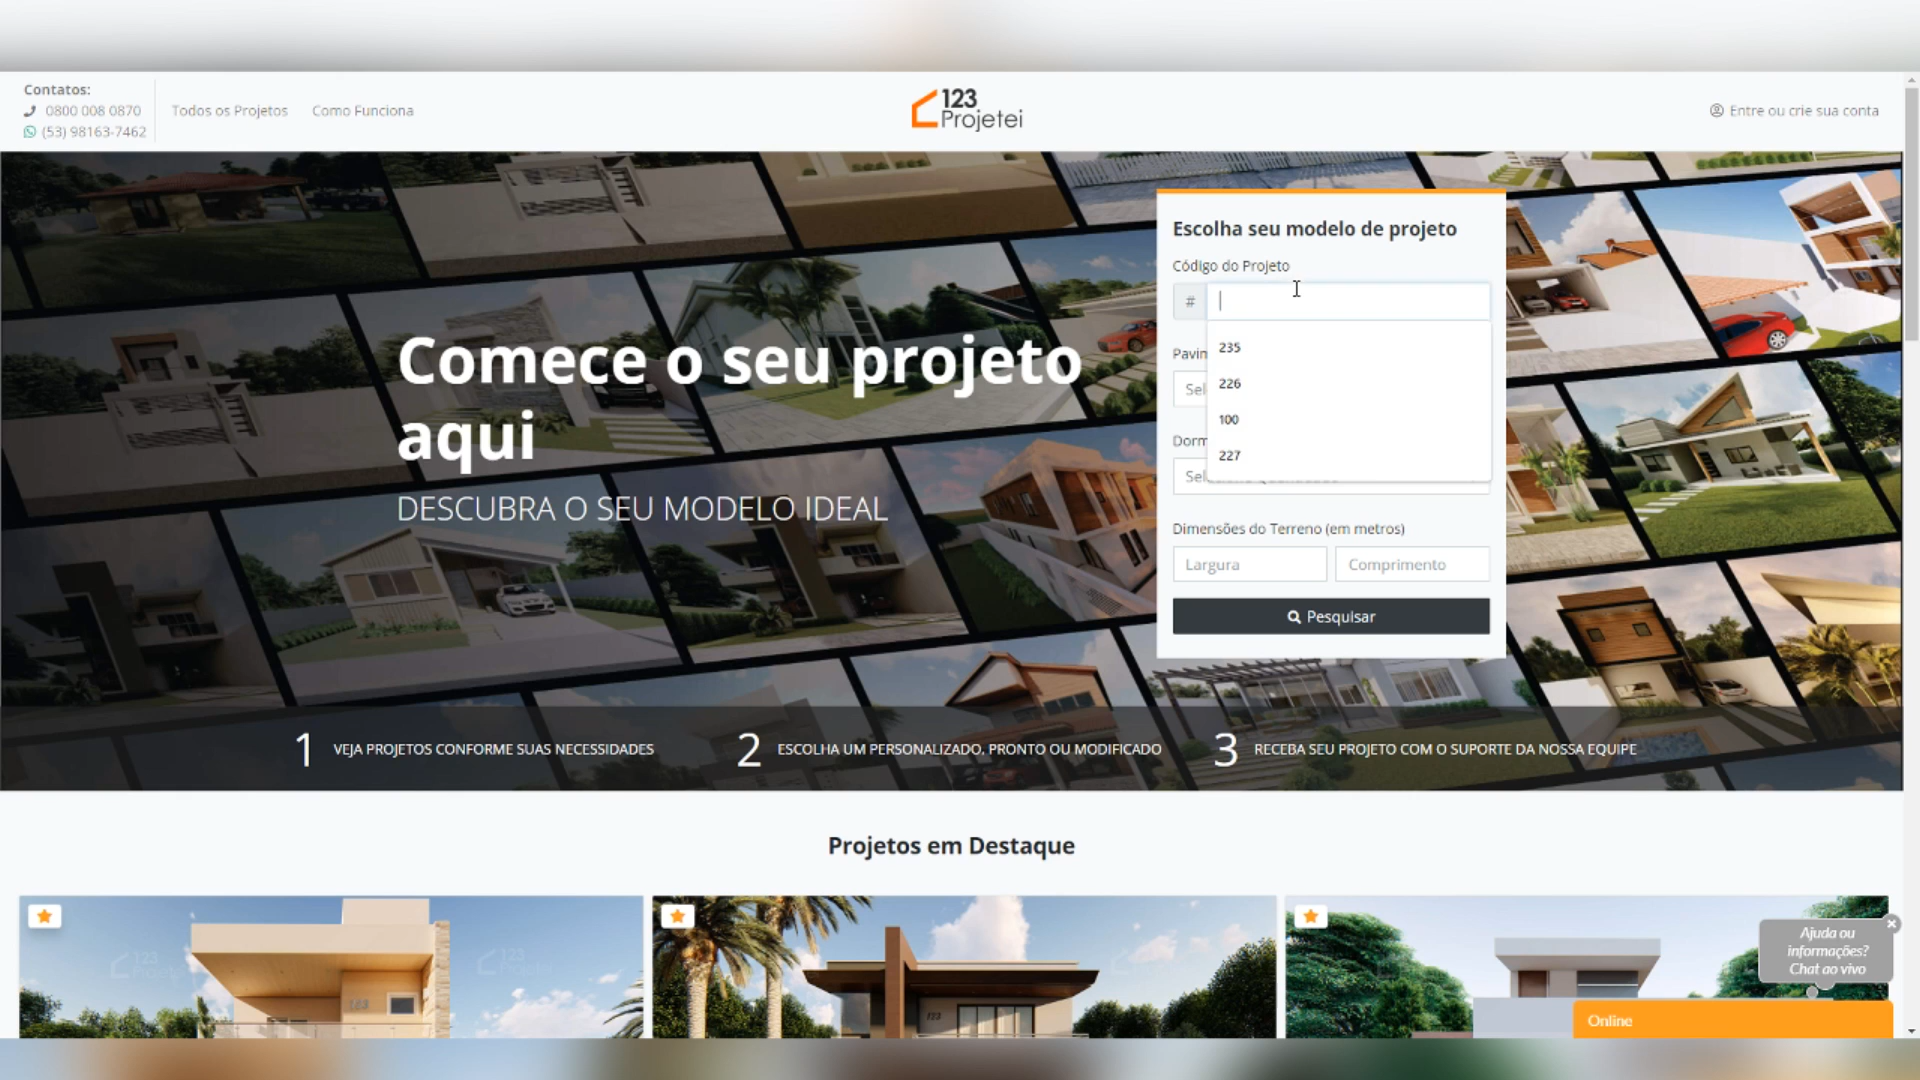 Contatos:
0800 008 0870
(53) 98163-7462
Todos os Projetos
Como Funciona
123
Projetei
Entre ou crie sua conta
Comece o seu projeto
aqui
DESCUBRA O SEU MODELO IDEAL
Escolha seu modelo de projeto
Código do Projeto
#
235
226
100
227
Pavim
Sel
Dorm
Sel
Dimensões do Terreno (em metros)
Largura
Comprimento
Pesquisar
1 VEJA PROJETOS CONFORME SUAS NECESSIDADES
2 ESCOLHA UM PERSONALIZADO, PRONTO OU MODIFICADO
3 RECEBA SEU PROJETO COM O SUPORTE DA NOSSA EQUIPE
Projetos em Destaque
Ajuda ou
informações?
Chat ao vivo
Online